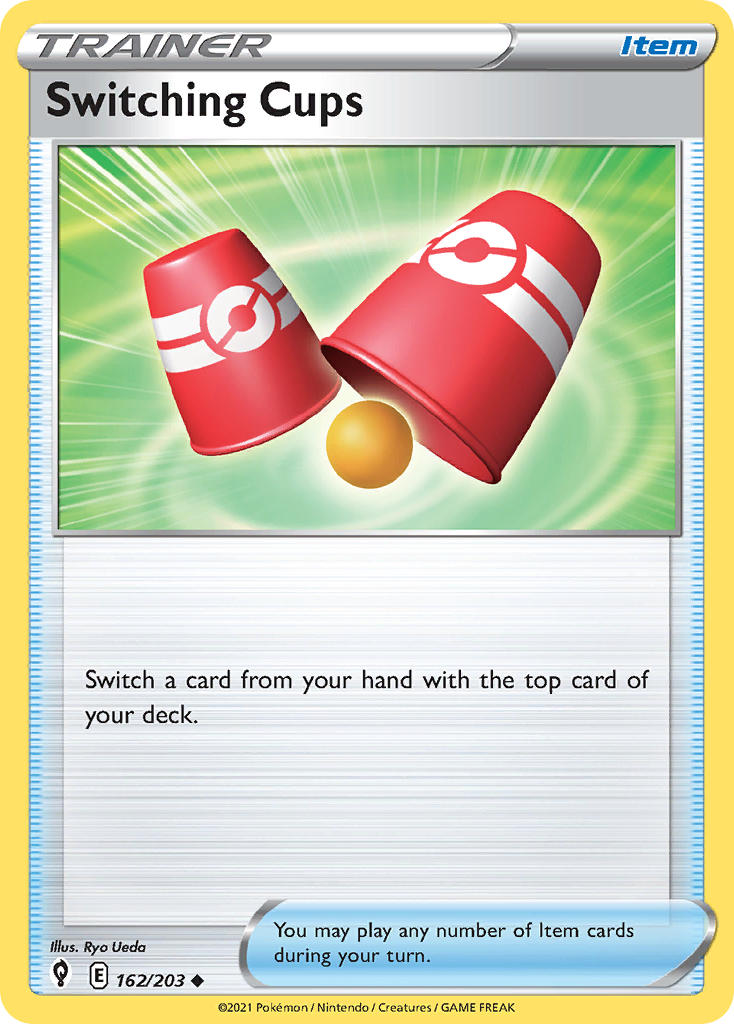 TRAINER
Item
Switching Cups
Switch a card from your hand with the top card of
your deck.
You may play any number of Item cards
during your turn.
Illus. Ryo Ueda
E 162/203 ◆
©2021 Pokémon / Nintendo / Creatures / GAME FREAK